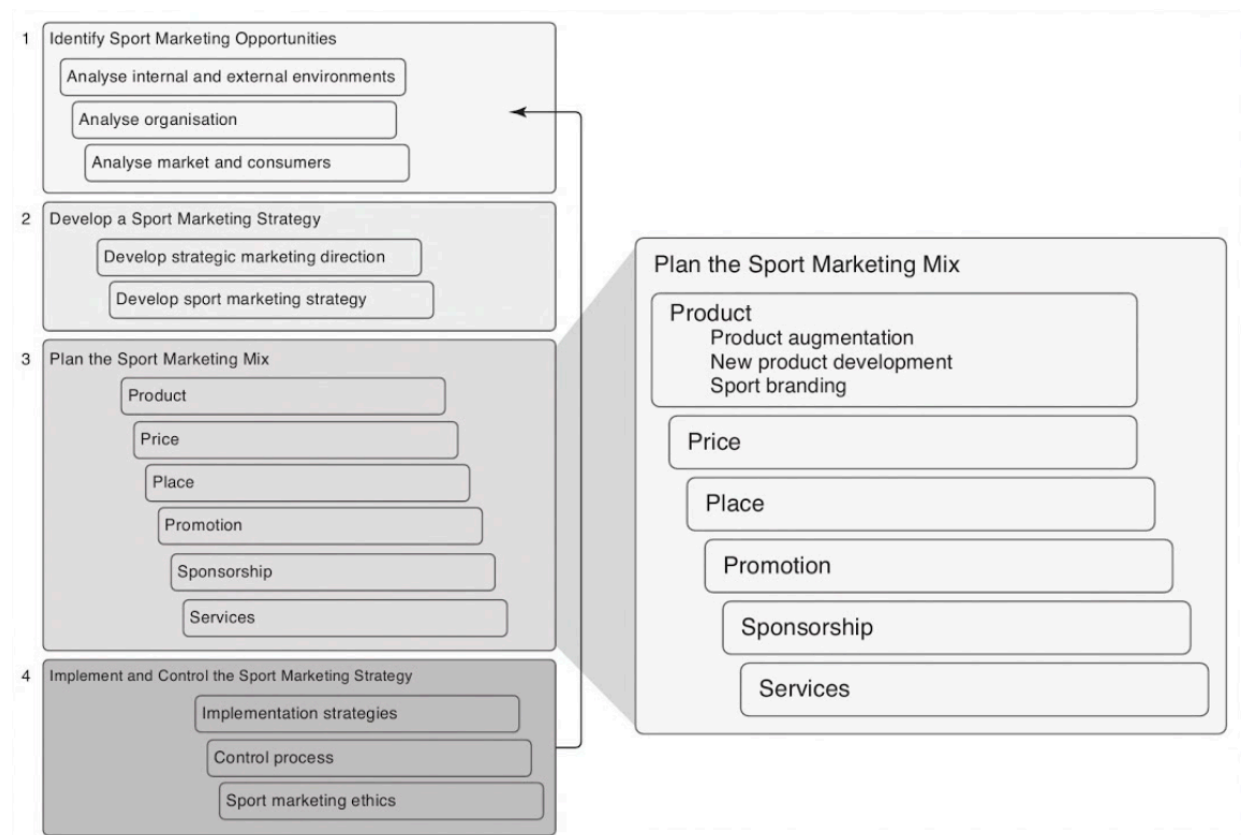 1 Identify Sport Marketing Opportunities
Analyse internal and external environments
Analyse organisation
Analyse market and consumers
2 Develop a Sport Marketing Strategy
Develop strategic marketing direction
Develop sport marketing strategy
3 Plan the Sport Marketing Mix
Product
Price
Place
Promotion
Sponsorship
Services
4 Implement and Control the Sport Marketing Strategy
Implementation strategies
Control process
Sport marketing ethics
Plan the Sport Marketing Mix
Product
Product augmentation
New product development
Sport branding
Price
Place
Promotion
Sponsorship
Services